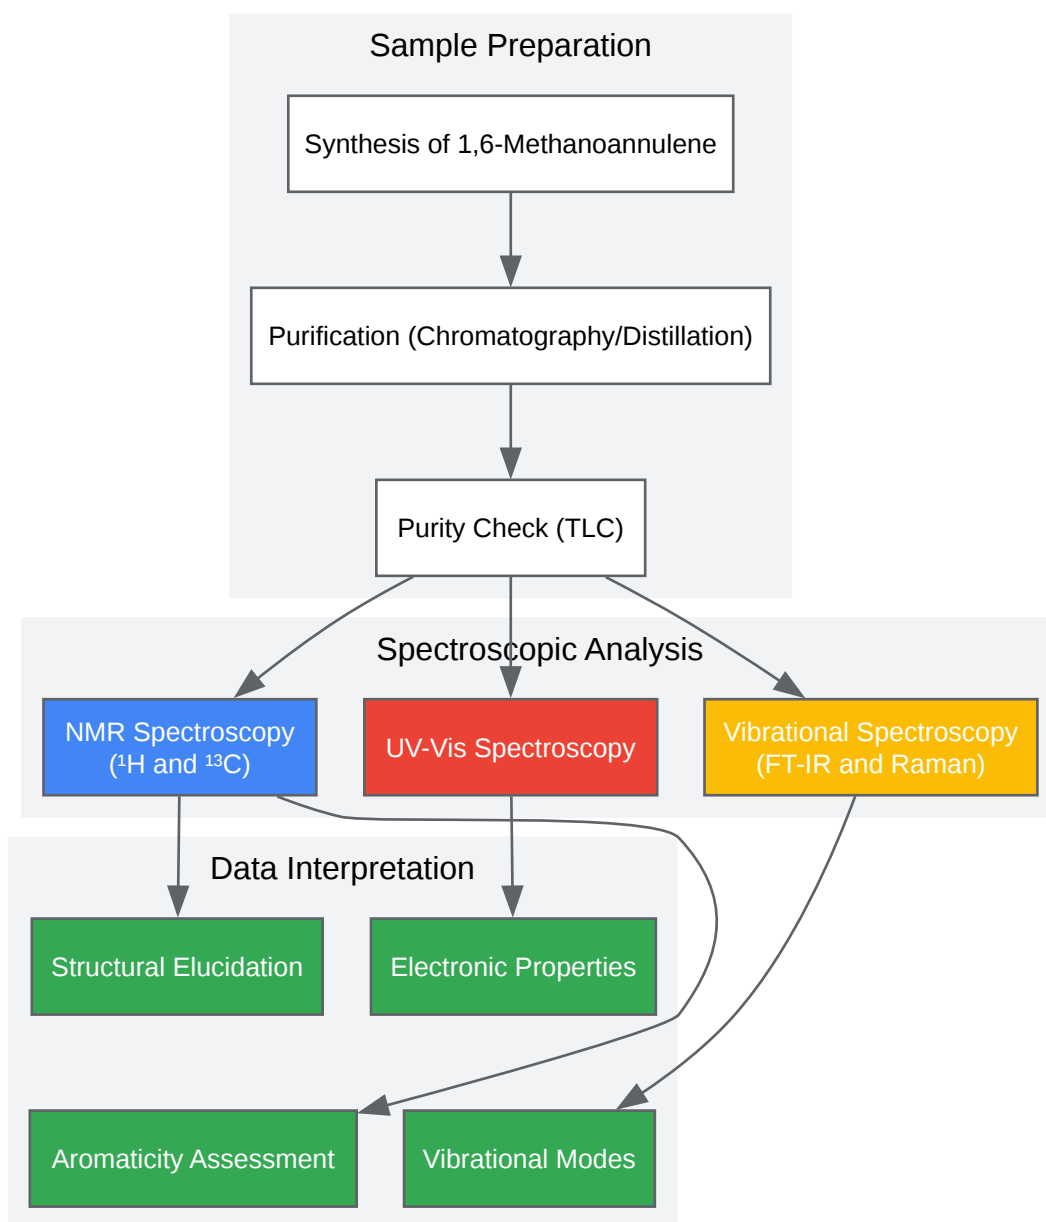 Sample Preparation
Synthesis of 1,6-Methanoannulene
Purification (Chromatography/Distillation)
Purity Check (TLC)
Spectroscopic Analysis
NMR Spectroscopy
(¹H and ¹³C)
UV-Vis Spectroscopy
Vibrational Spectroscopy
(FT-IR and Raman)
Data Interpretation
Structural Elucidation
Electronic Properties
Aromaticity Assessment
Vibrational Modes